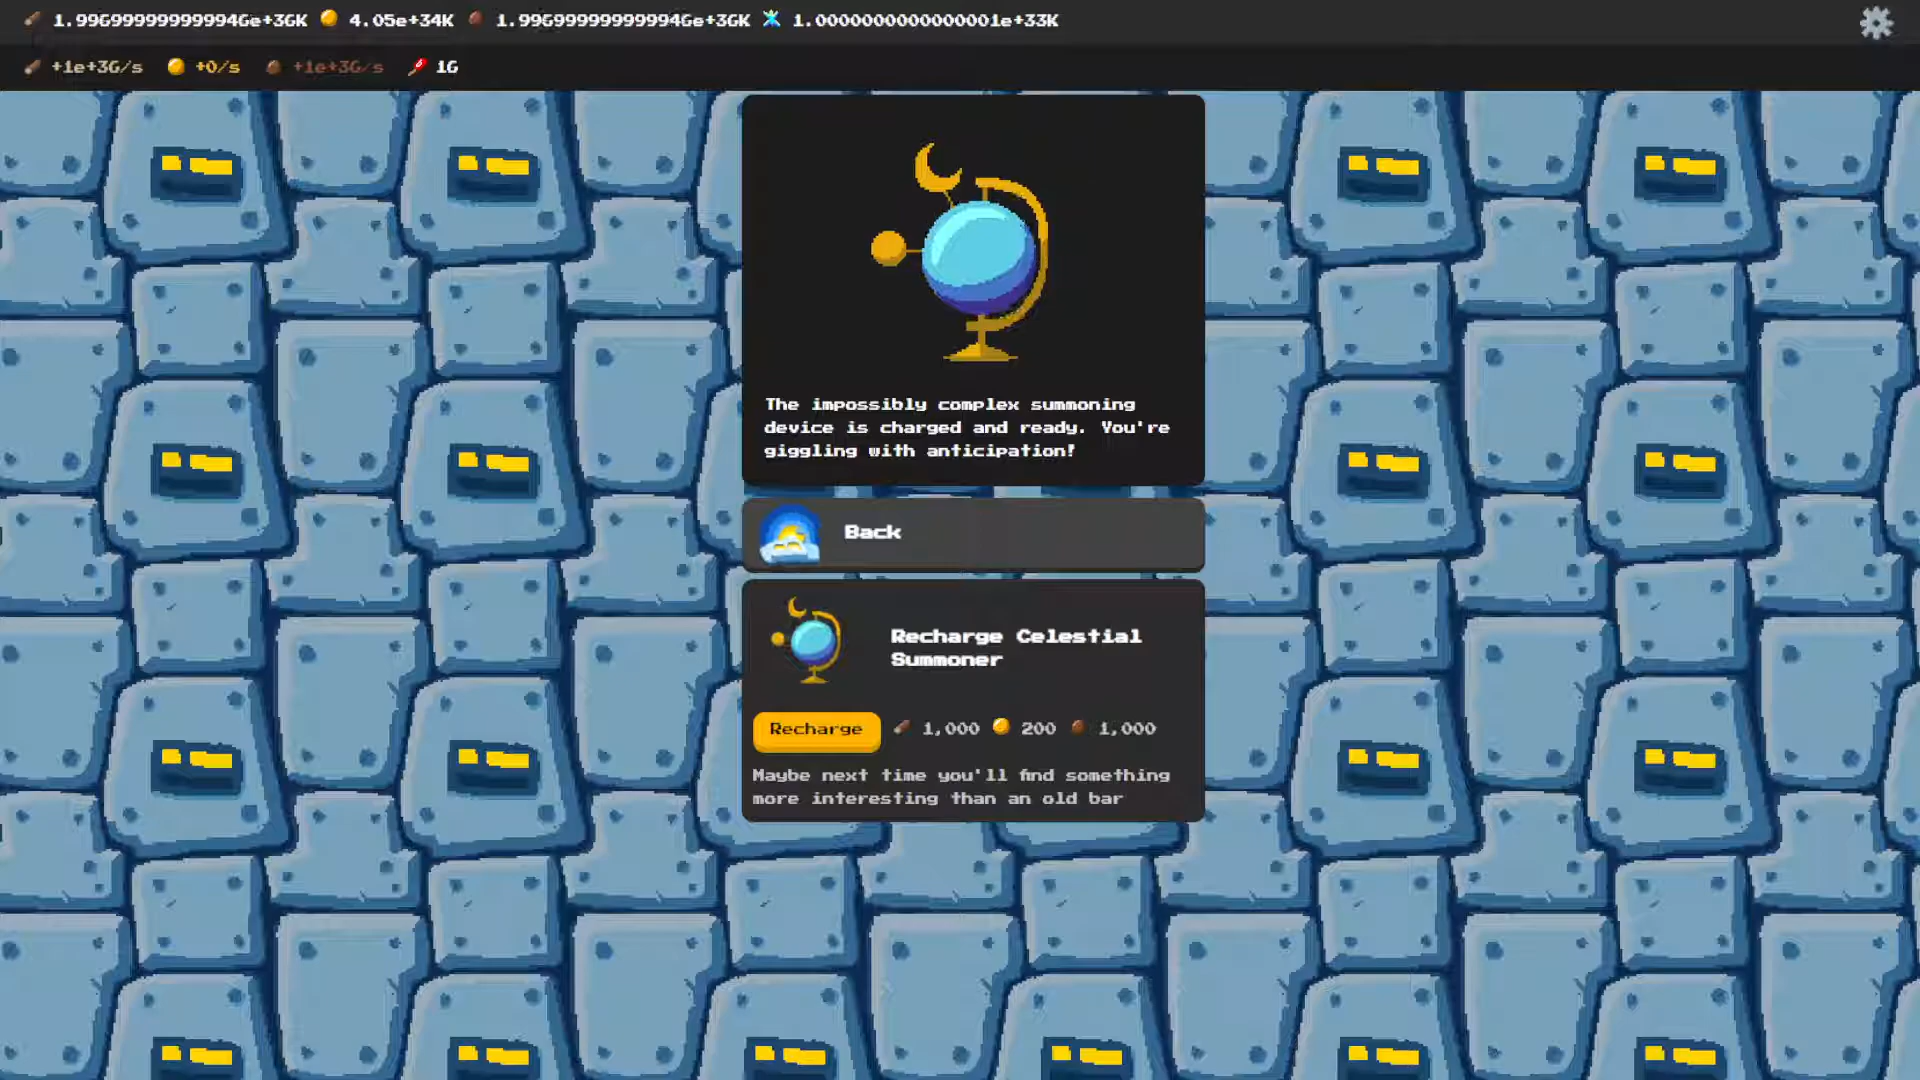 1.996999999999946e+36K 4.05e+34K 1.996999999999946e+36K 1.0000000000000001e+33K
+1e+36/s +0/s +1e+36/s 16
The impossibly complex summoning
device is charged and ready. You're
giggling with anticipation!
Back
Recharge Celestial
Summoner
Recharge 1,000 200 1,000
Maybe next time you'll find something
more interesting than an old bar